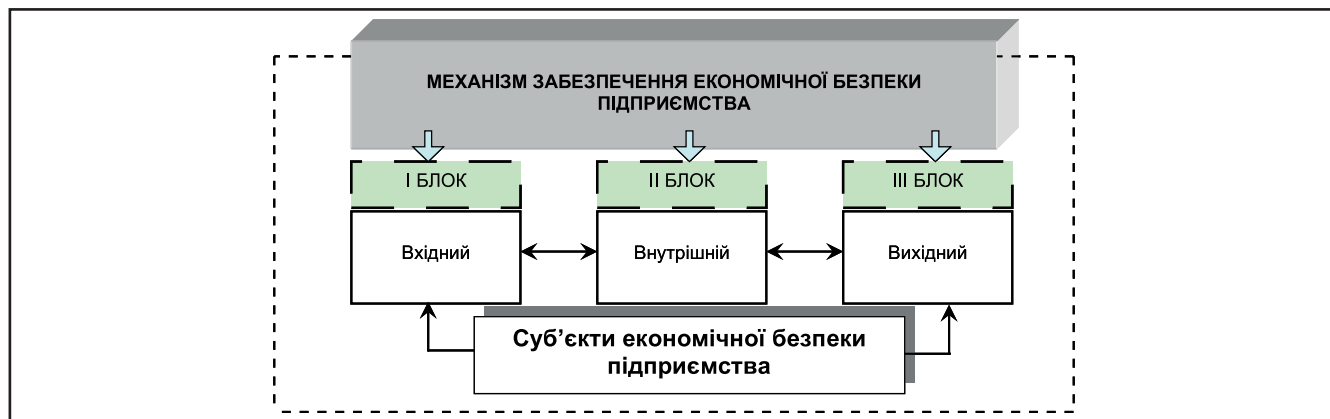 МЕХАНІЗМ ЗАБЕЗПЕЧЕННЯ ЕКОНОМІЧНОЇ БЕЗПЕКИ
ПІДПРИЄМСТВА
І БЛОК
ІІ БЛОК
ІІІ БЛОК
Вхідний
Внутрішній
Вихідний
Суб’єкти економічної безпеки
підприємства